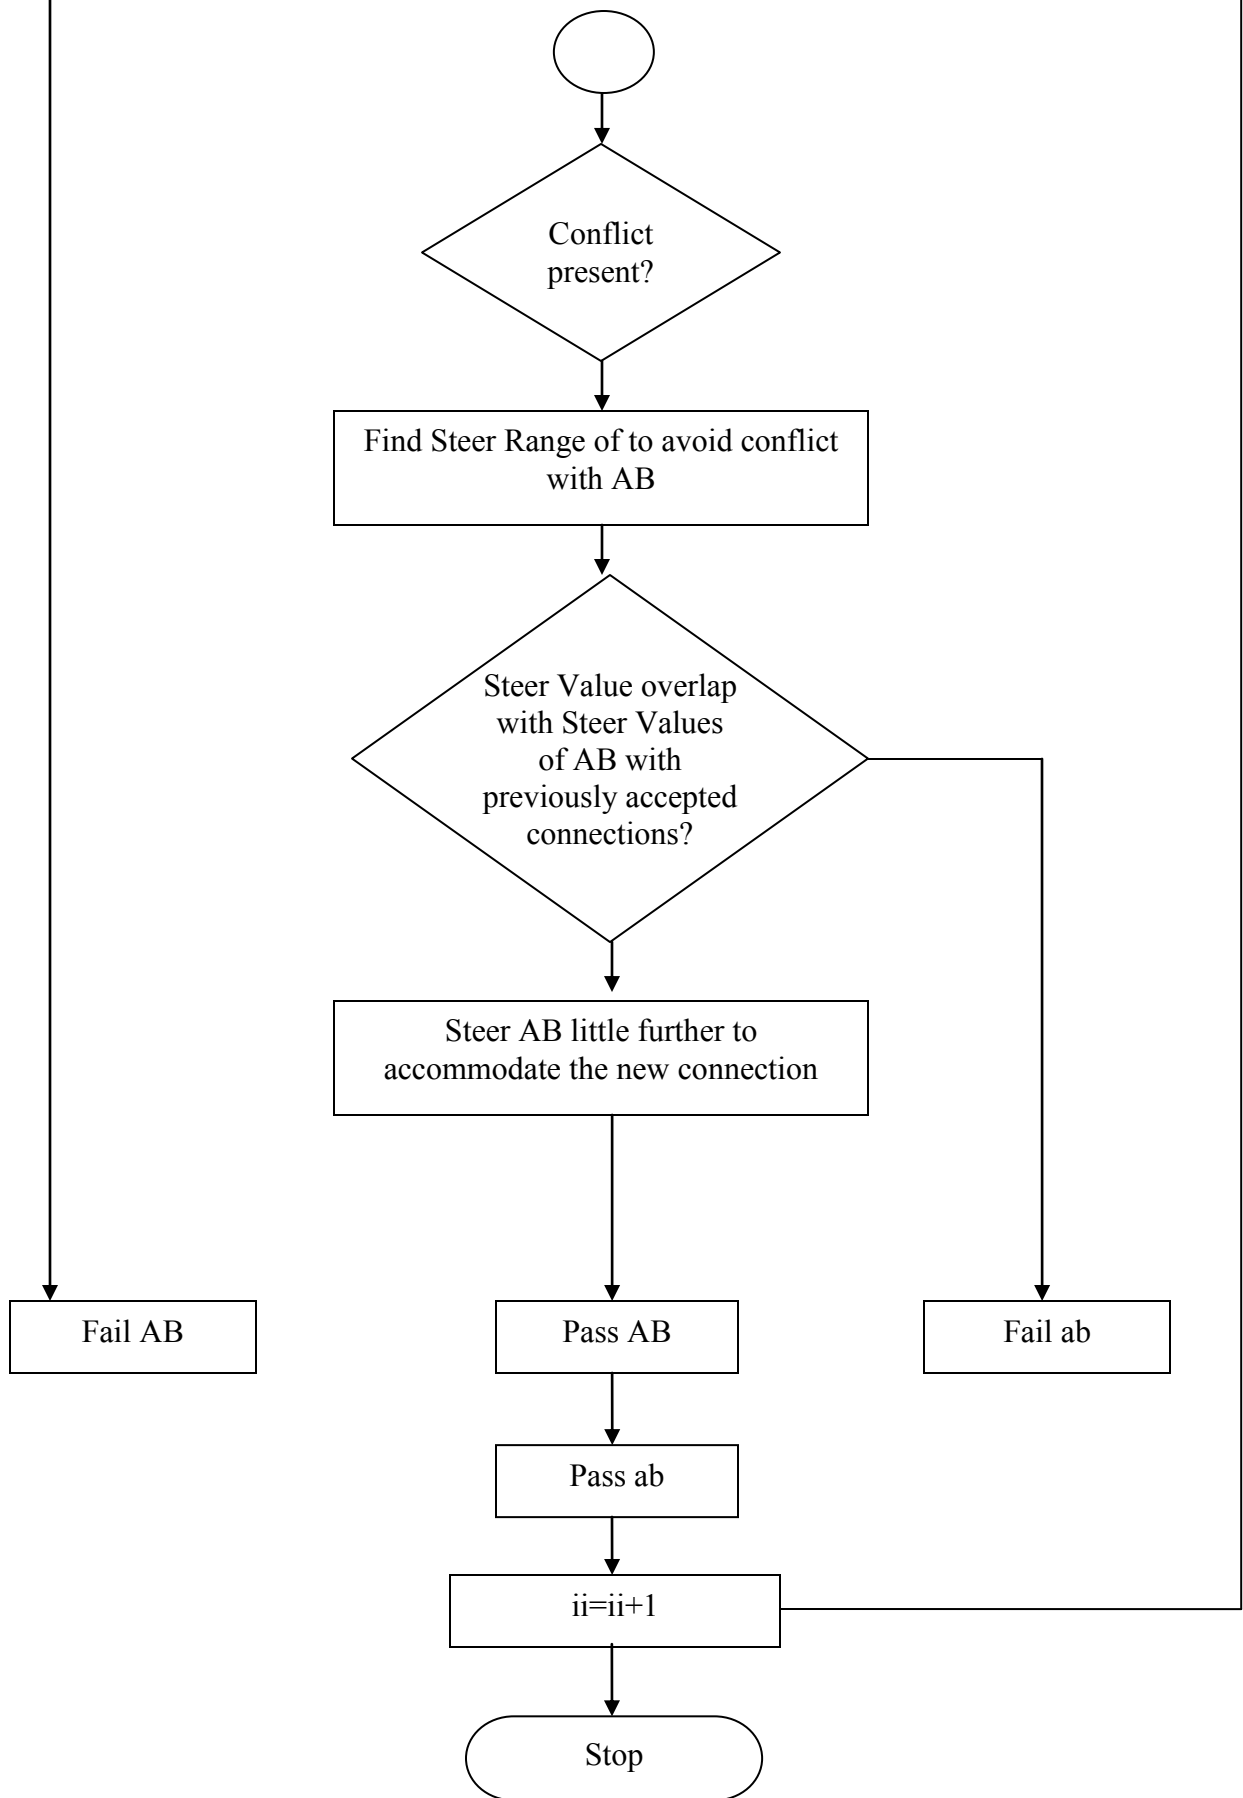 Conflict
present?
Find Steer Range of to avoid conflict
with AB
Steer Value overlap
with Steer Values
of AB with
previously accepted
connections?
Steer AB little further to
accommodate the new connection
Fail AB
Pass AB
Fail ab
Pass ab
ii=ii+1
Stop